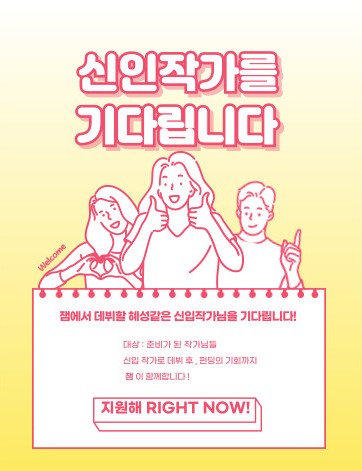 신인작가를
기다립니다
Welcome
잼에서 데뷔할 혜성같은 신입작가님을 기다립니다!
대상 : 준비가 된 작가님들
신입 작가로 데뷔 후 , 펀딩의 기회까지
잼 이 함께합니다 !
지원해 RIGHT NOW!